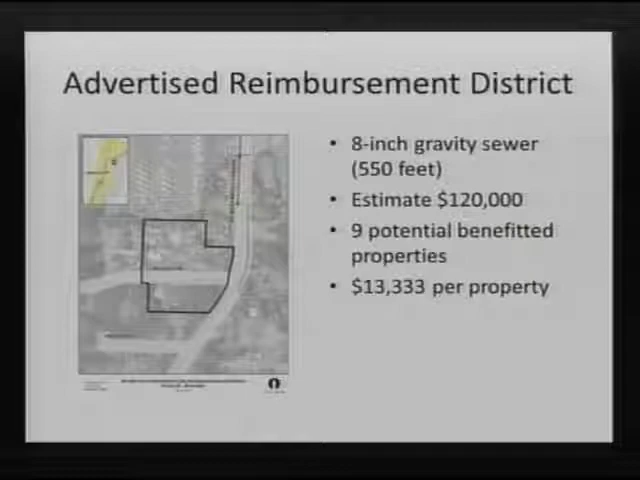 Advertised Reimbursement District
• 8-inch gravity sewer
(550 feet)
• Estimate $120,000
• 9 potential benefitted
properties
• $13,333 per property